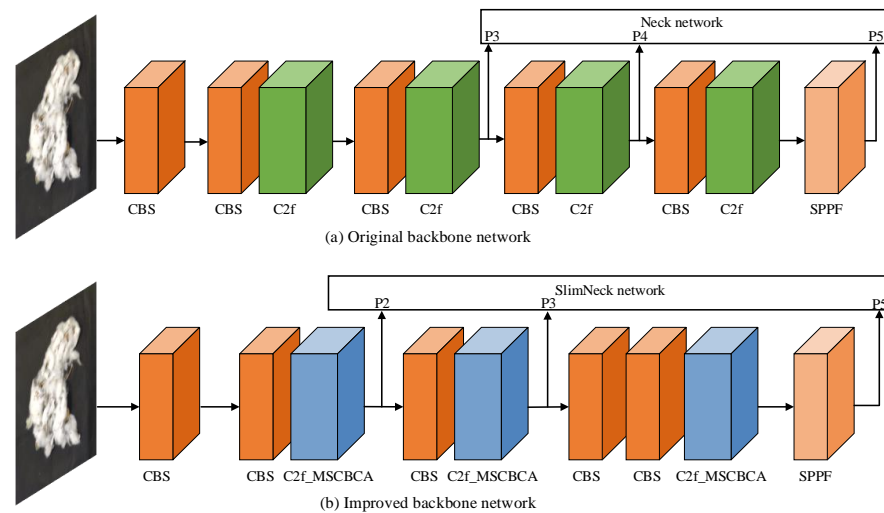 Neck network
P3
P4
P5
CBS
CBS
C2f
CBS
C2f
CBS
C2f
CBS
C2f
SPPF
(a) Original backbone network
SlimNeck network
P2
P3
P5
CBS
CBS
C2f_MSCBCA
CBS
C2f_MSCBCA
CBS
CBS
C2f_MSCBCA
SPPF
(b) Improved backbone network